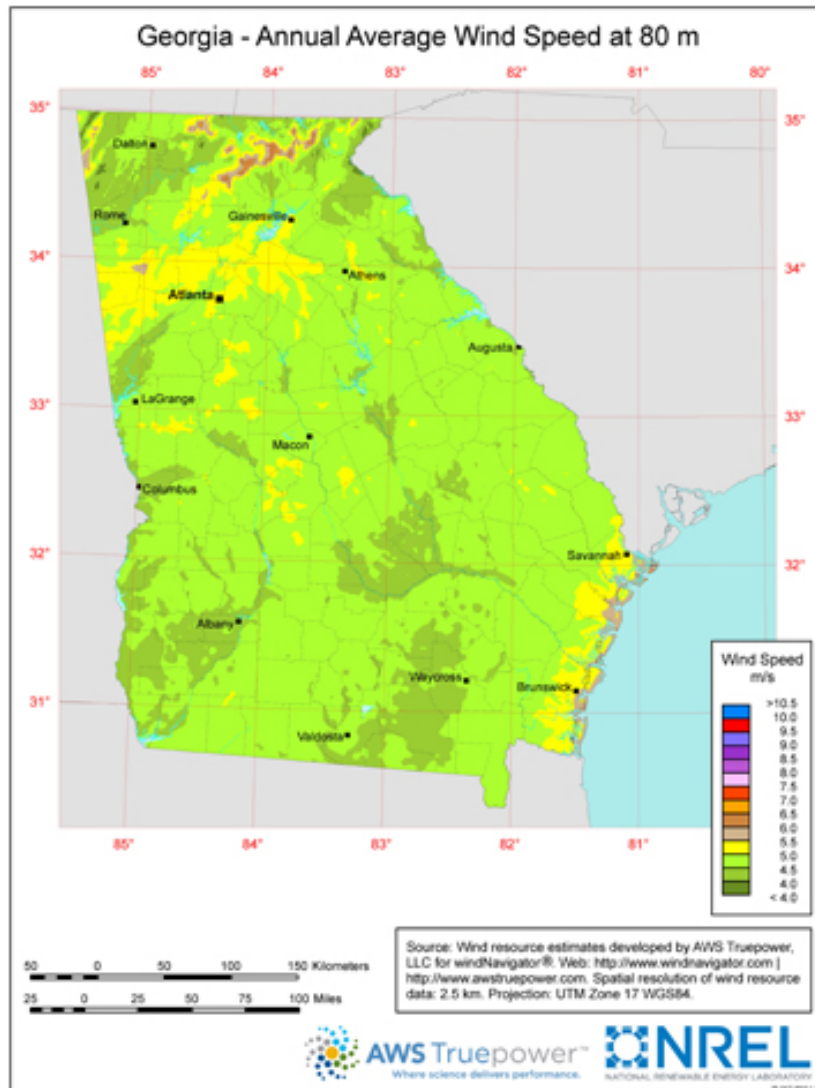 Georgia - Annual Average Wind Speed at 80 m
85° 84° 83° 82° 81° 80°
35° 35°
Dalton
Rome
Gainesville
34° 34°
Athens
Atlanta
Augusta
LaGrange
33° 33°
Macon
Columbus
Savannah
32° 32°
Albany
Waycross
Brunswick
31° 31°
Valdosta
85° 84° 83° 82° 81°
Wind Speed
m/s
>10.5
10.0
9.5
9.0
8.5
8.0
7.5
7.0
6.5
6.0
5.5
5.0
4.5
4.0
< 4.0
50 0 50 100 150 Kilometers
25 0 25 50 75 100 Miles
Source: Wind resource estimates developed by AWS Truepower,
LLC for windNavigator®. Web: http://www.windnavigator.com |
http://www.awstruepower.com. Spatial resolution of wind resource
data: 2.5 km. Projection: UTM Zone 17 WGS84.
AWS Truepower™
Where science delivers performance.
NREL
NATIONAL RENEWABLE ENERGY LABORATORY